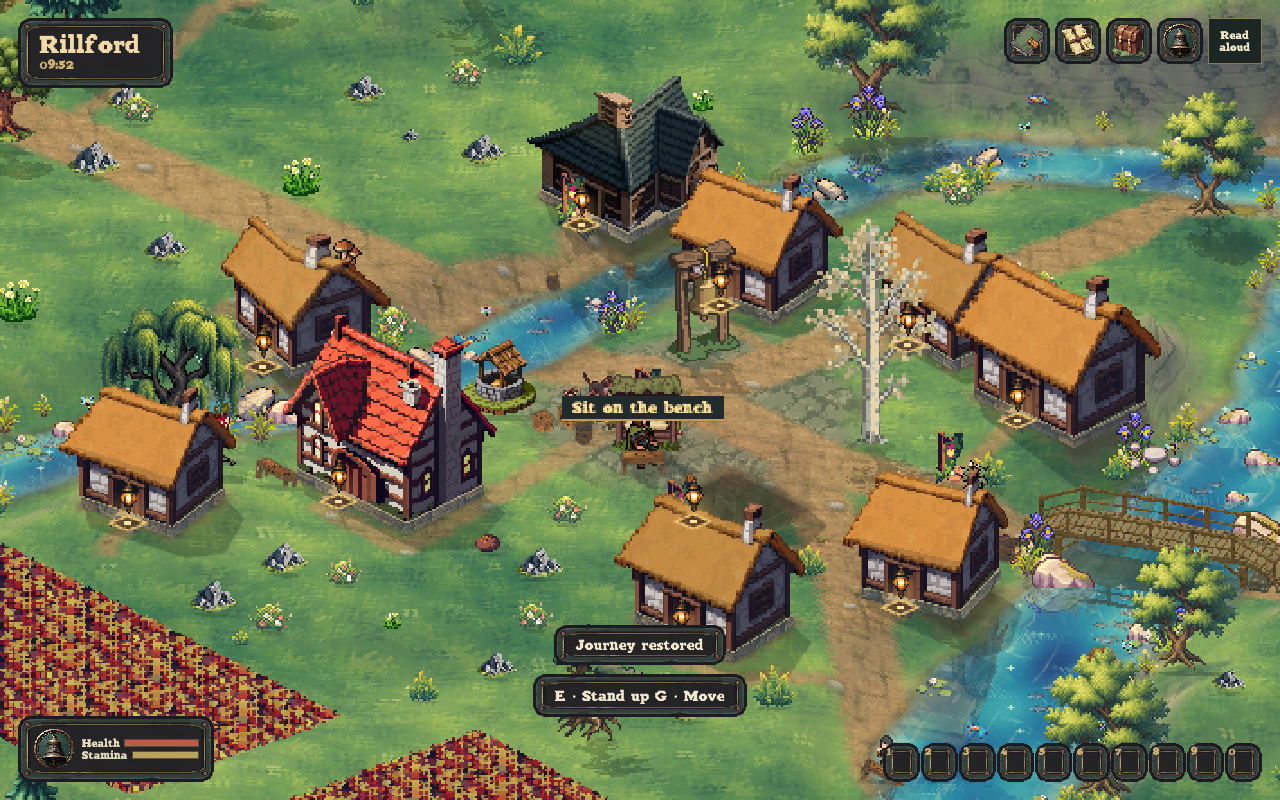 Rillford
09:52
Read
aloud
Sit on the bench
Journey restored
E · Stand up G · Move
Health
Stamina